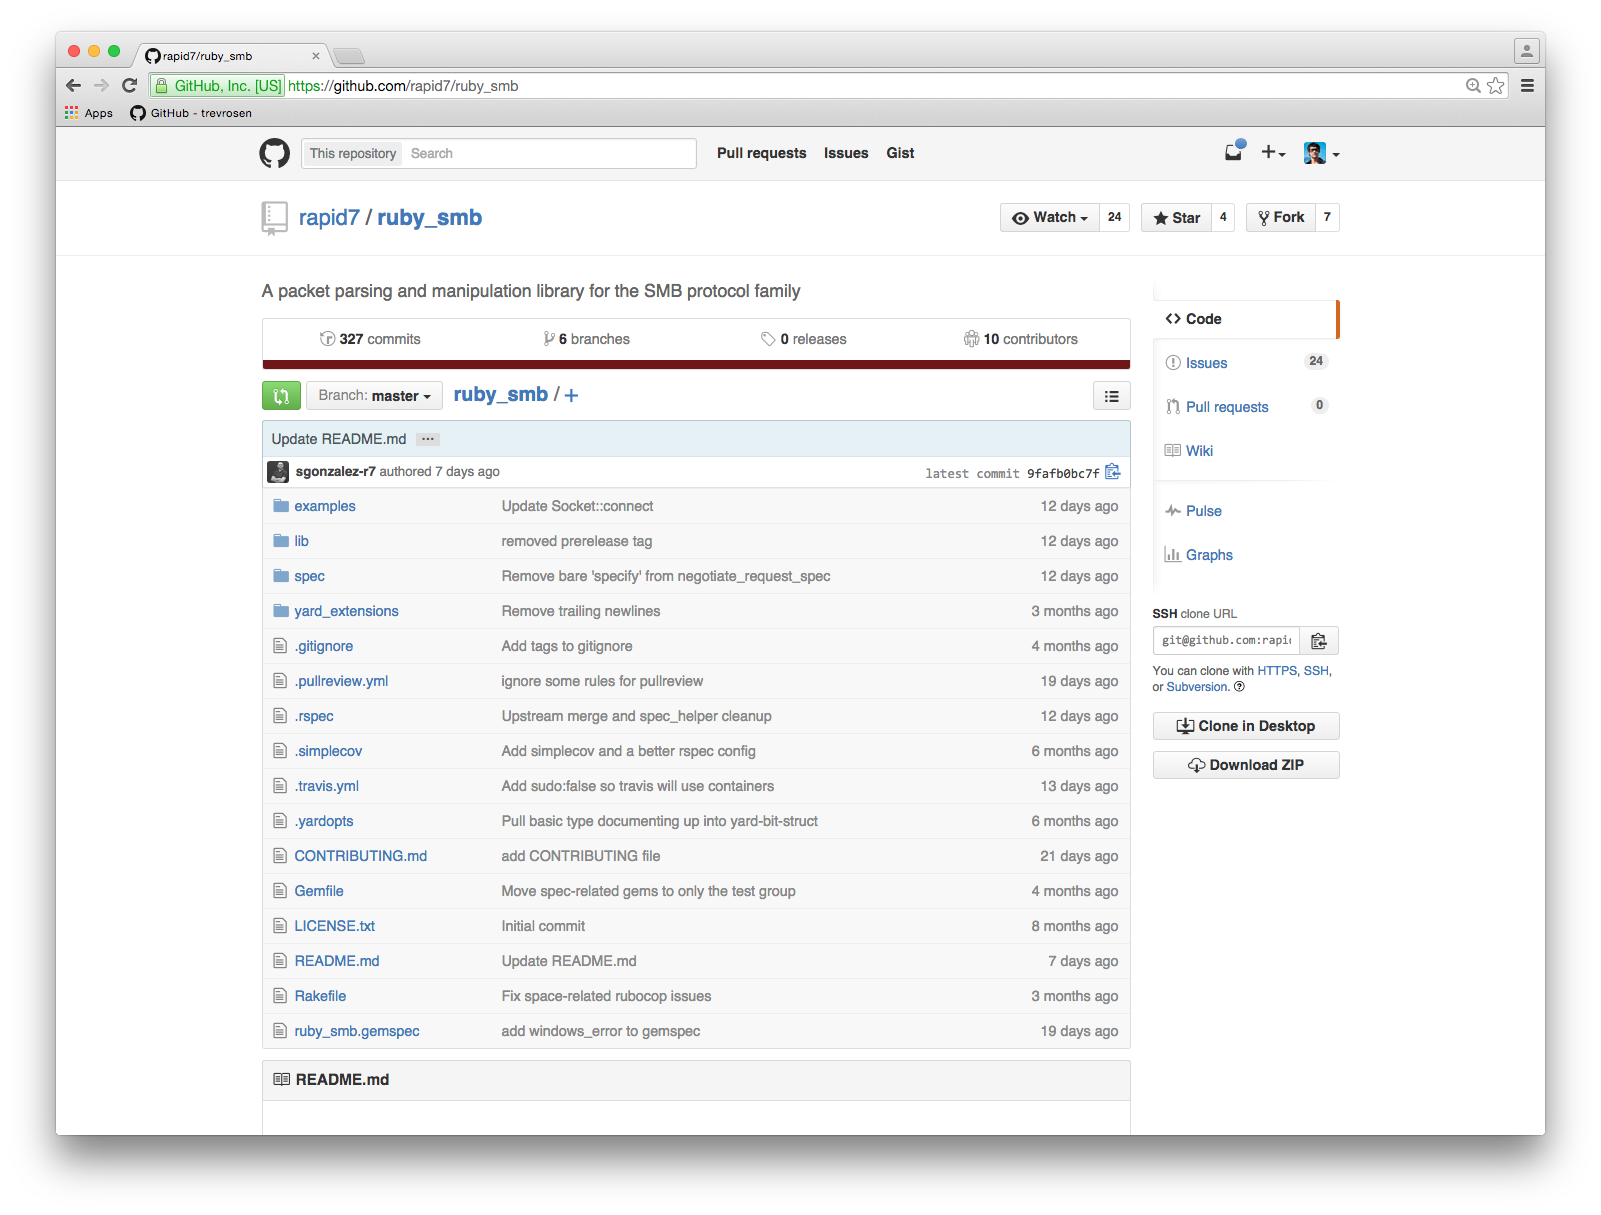 rapid7/ruby_smb
GitHub, Inc. [US] https://github.com/rapid7/ruby_smb
Apps GitHub - trevrosen
This repository Search Pull requests Issues Gist
rapid7 / ruby_smb Watch 24 Star 4 Fork 7
A packet parsing and manipulation library for the SMB protocol family
327 commits 6 branches 0 releases 10 contributors
Branch: master ruby_smb / +
Update README.md ...
sgonzalez-r7 authored 7 days ago latest commit 9fafb0bc7f
examples Update Socket::connect 12 days ago
lib removed prerelease tag 12 days ago
spec Remove bare 'specify' from negotiate_request_spec 12 days ago
yard_extensions Remove trailing newlines 3 months ago
.gitignore Add tags to gitignore 4 months ago
.pullreview.yml ignore some rules for pullreview 19 days ago
.rspec Upstream merge and spec_helper cleanup 12 days ago
.simplecov Add simplecov and a better rspec config 6 months ago
.travis.yml Add sudo:false so travis will use containers 13 days ago
.yardopts Pull basic type documenting up into yard-bit-struct 6 months ago
CONTRIBUTING.md add CONTRIBUTING file 21 days ago
Gemfile Move spec-related gems to only the test group 4 months ago
LICENSE.txt Initial commit 8 months ago
README.md Update README.md 7 days ago
Rakefile Fix space-related rubocop issues 3 months ago
ruby_smb.gemspec add windows_error to gemspec 19 days ago
README.md
Code
Issues 24
Pull requests 0
Wiki
Pulse
Graphs
SSH clone URL
git@github.com:rapi
You can clone with HTTPS, SSH,
or Subversion.
Clone in Desktop
Download ZIP